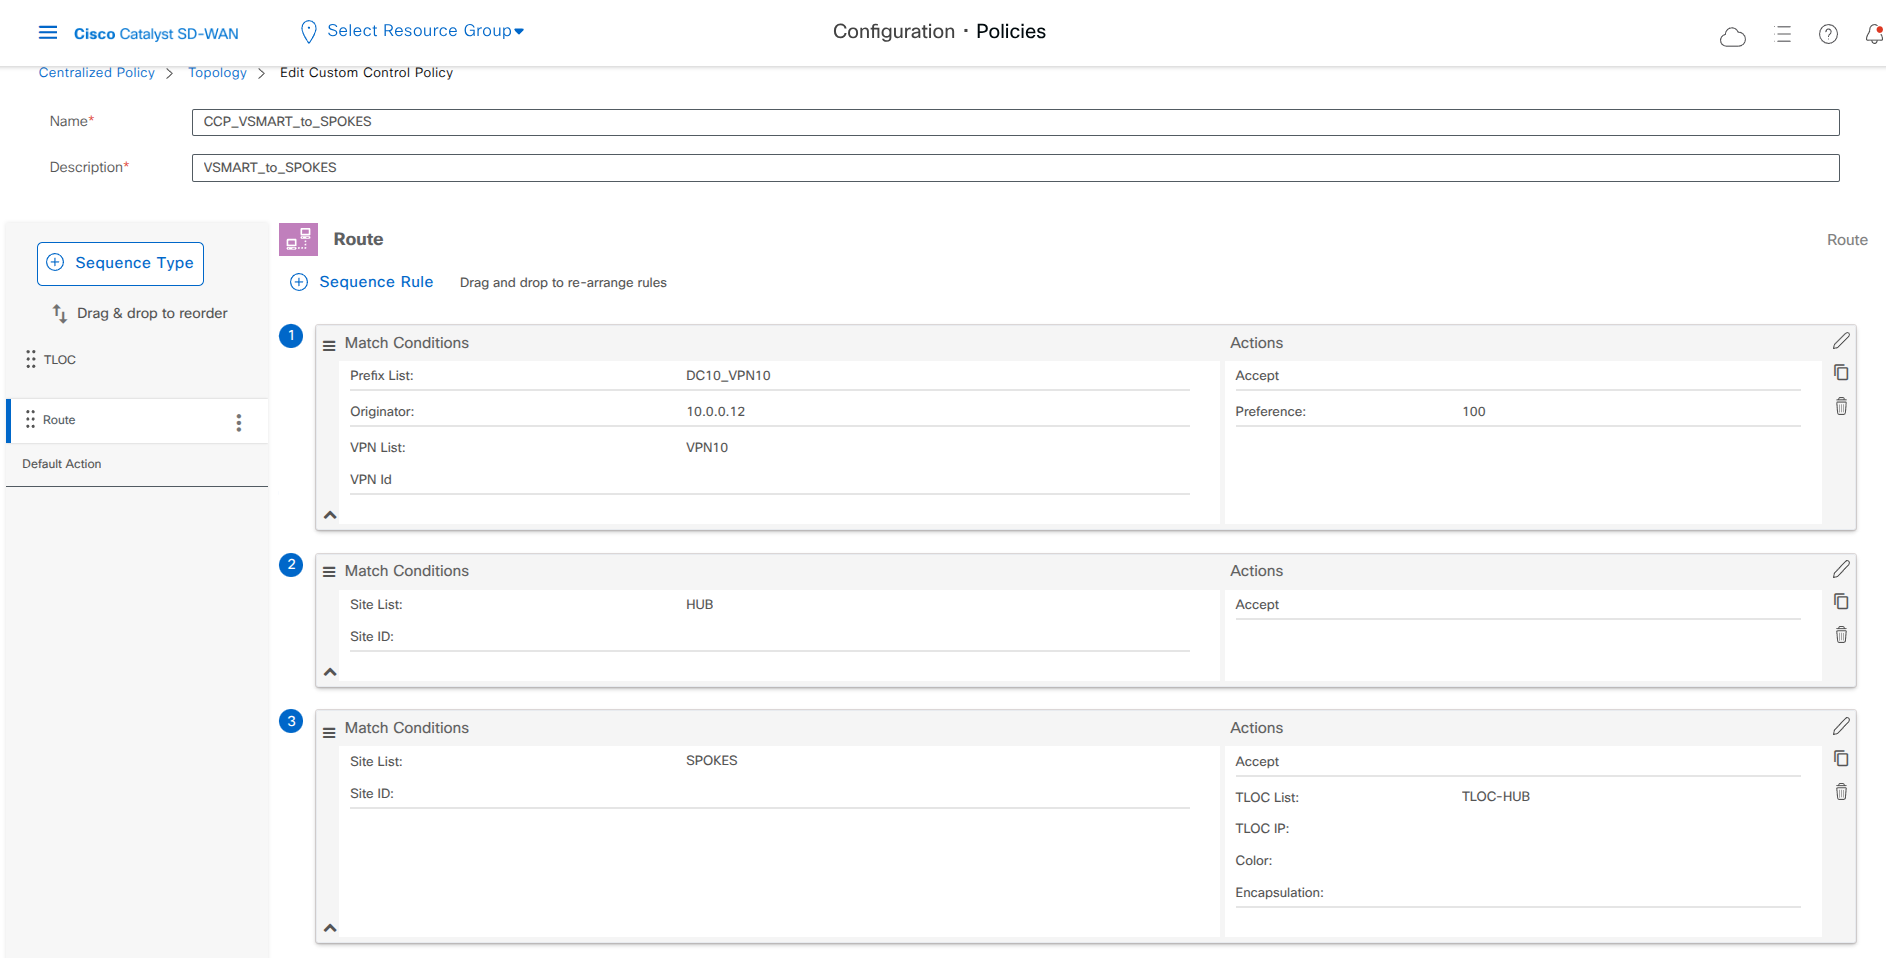 Cisco Catalyst SD-WAN
Select Resource Group
Configuration · Policies
Centralized Policy > Topology > Edit Custom Control Policy
Name*
CCP_VSMART_to_SPOKES
Description*
VSMART_to_SPOKES
Sequence Type
Drag & drop to reorder
TLOC
Route
Default Action
Route
Route
Sequence Rule
Drag and drop to re-arrange rules
1
Match Conditions
Actions
Prefix List: DC10_VPN10
Accept
Originator: 10.0.0.12
Preference: 100
VPN List: VPN10
VPN Id
2
Match Conditions
Actions
Site List: HUB
Accept
Site ID:
3
Match Conditions
Actions
Site List: SPOKES
Accept
Site ID:
TLOC List: TLOC-HUB
TLOC IP:
Color:
Encapsulation: